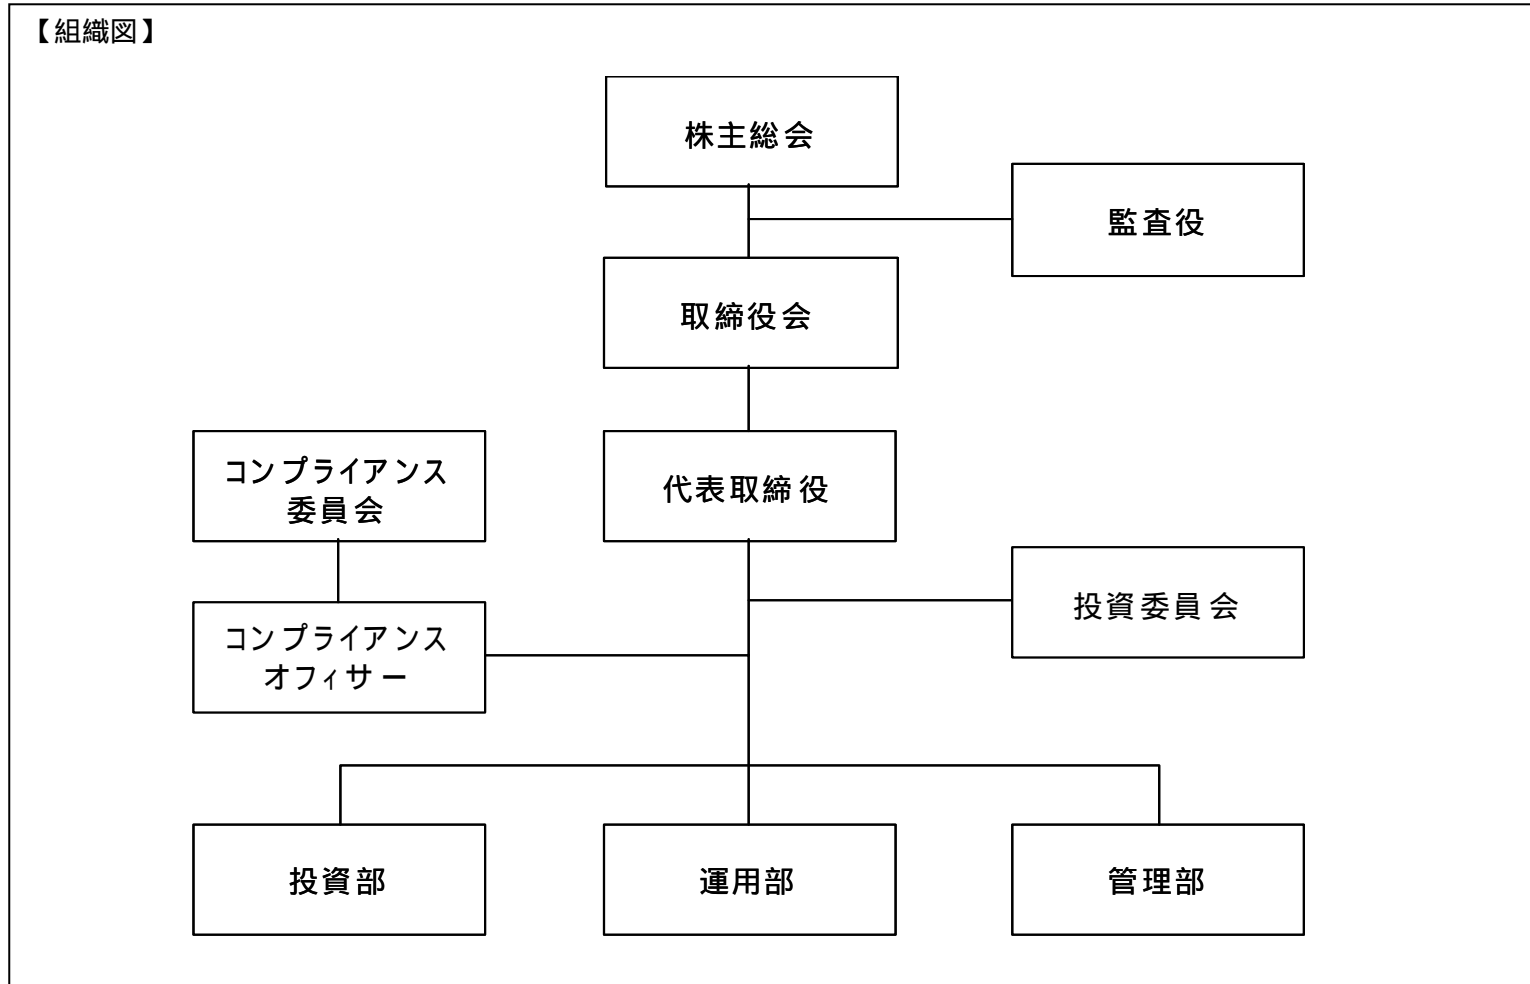 【組織図】
株主総会
監査役
取締役会
コンプライアンス
委員会
代表取締役
投資委員会
コンプライアンス
オフィサー
投資部
運用部
管理部